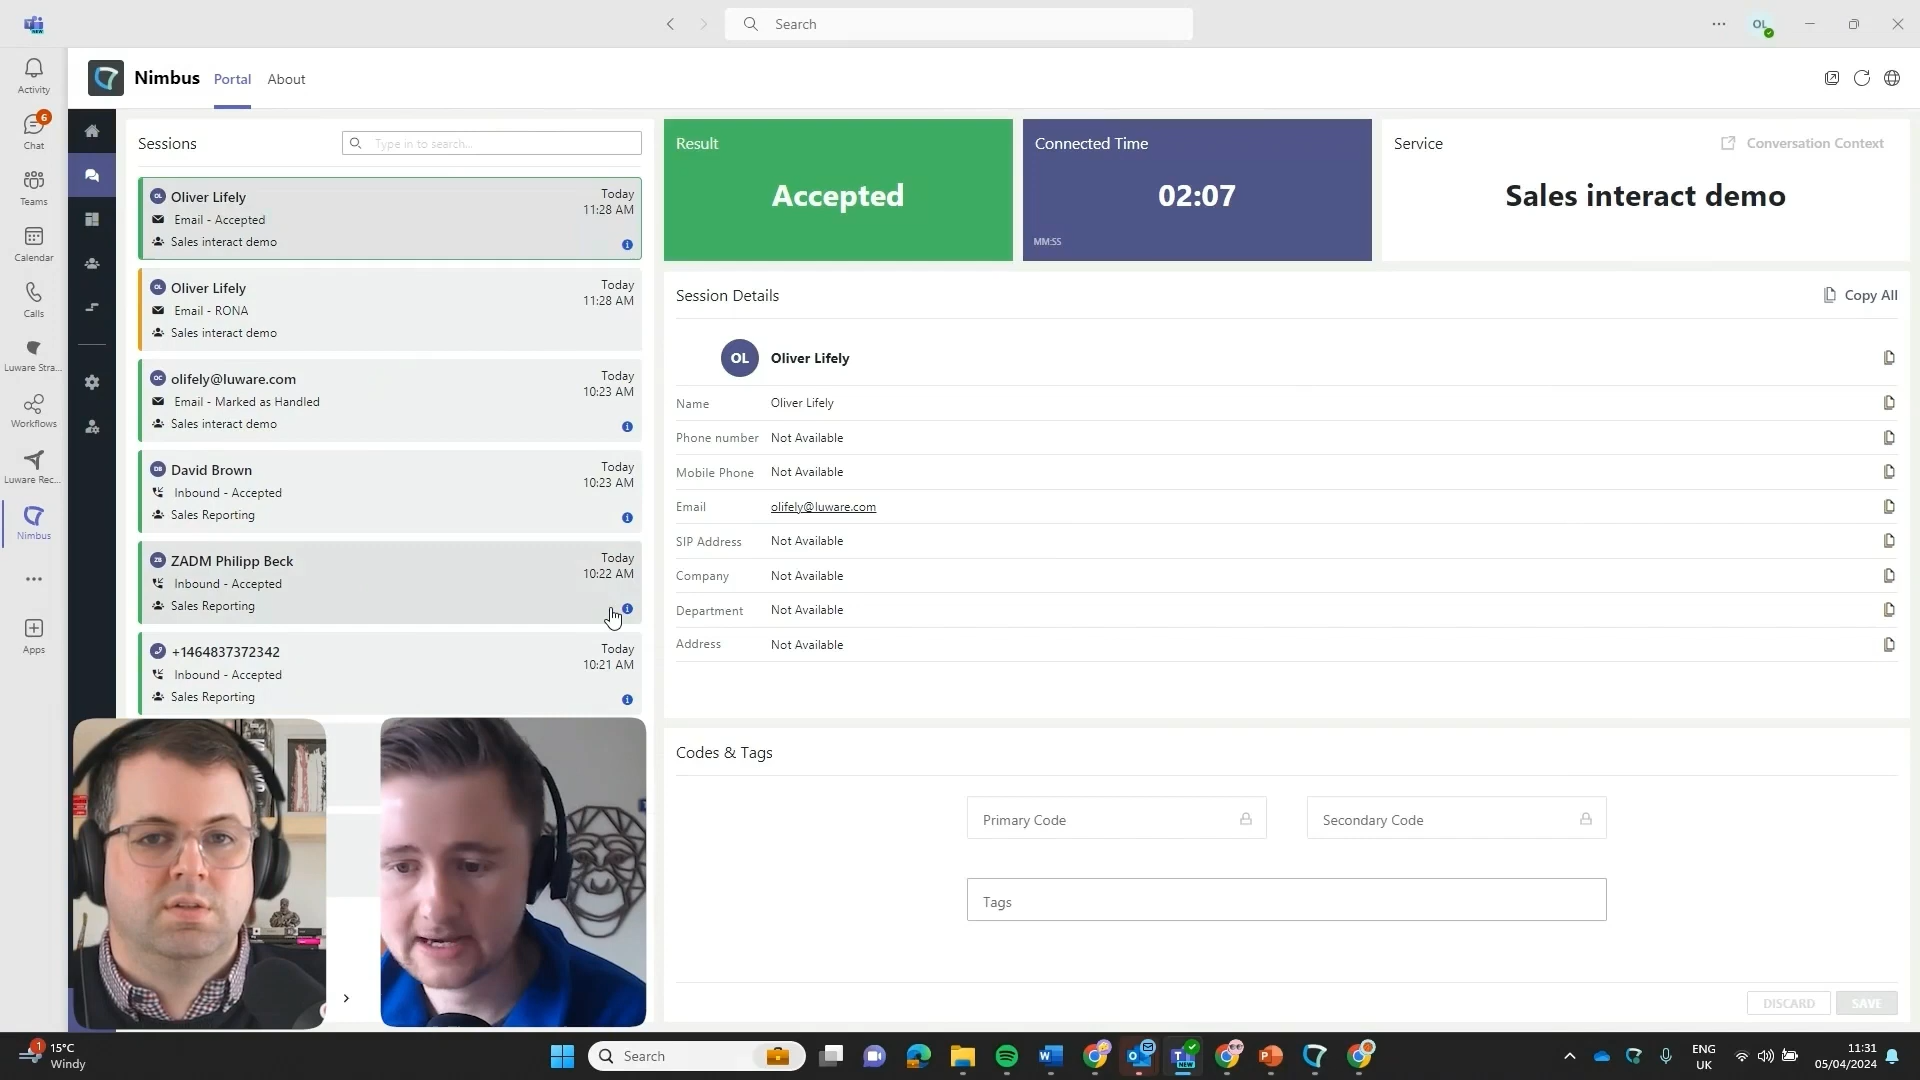 Search
OL
Activity
6
Chat
Teams
Calendar
Calls
Luware Stra...
Workflows
Luware Rec...
Nimbus
Apps
Nimbus
Portal
About
Sessions
Type in to search...
Oliver Lifely
Today
Email - Accepted
11:28 AM
Sales interact demo
Oliver Lifely
Today
Email - RONA
11:28 AM
Sales interact demo
olifely@luware.com
Today
Email - Marked as Handled
10:23 AM
Sales interact demo
David Brown
Today
Inbound - Accepted
10:23 AM
Sales Reporting
ZADM Philipp Beck
Today
Inbound - Accepted
10:22 AM
Sales Reporting
+1464837372342
Today
Inbound - Accepted
10:21 AM
Sales Reporting
Result
Accepted
Connected Time
02:07
MM:SS
Service
Conversation Context
Sales interact demo
Session Details
Copy All
OL
Oliver Lifely
Name
Oliver Lifely
Phone number
Not Available
Mobile Phone
Not Available
Email
olifely@luware.com
SIP Address
Not Available
Company
Not Available
Department
Not Available
Address
Not Available
Codes & Tags
Primary Code
Secondary Code
Tags
DISCARD
SAVE
1
15°C
Windy
Search
ENG
UK
11:31
05/04/2024